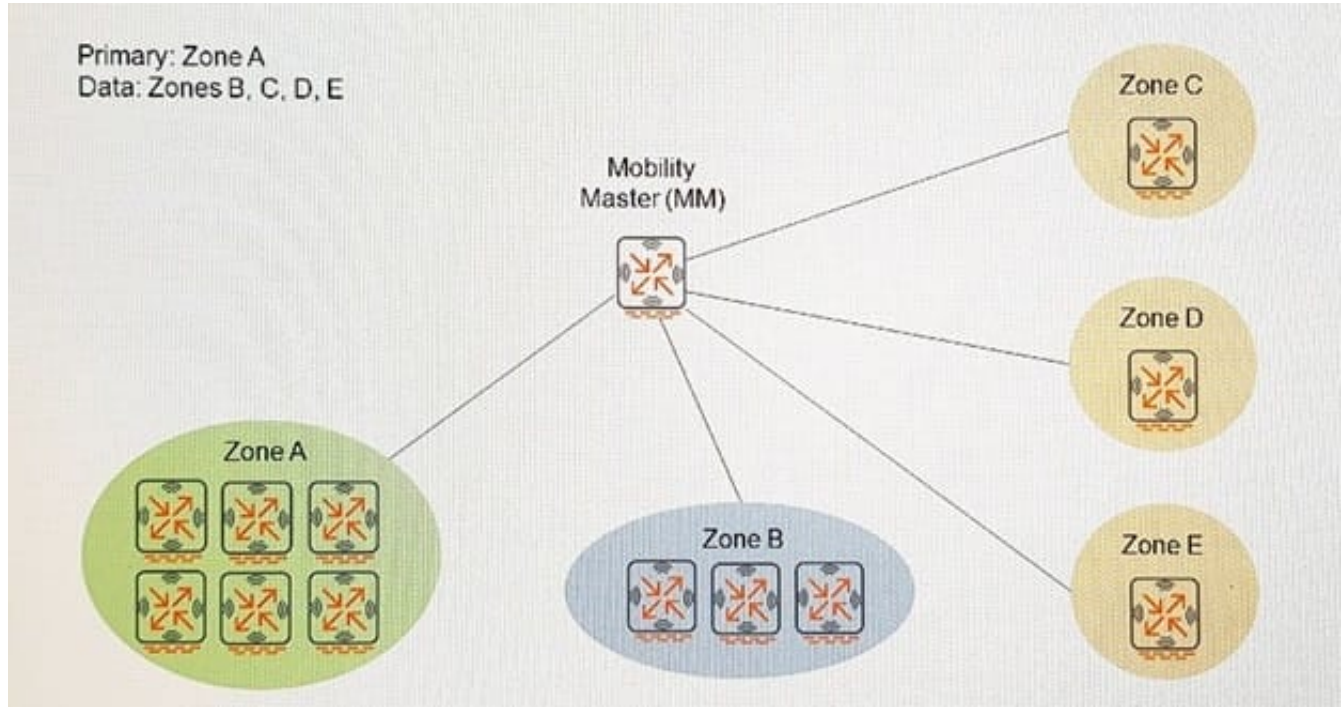 Primary: Zone A
Data: Zones B, C, D, E
Mobility
Master (MM)
Zone C
Zone D
Zone A
Zone B
Zone E